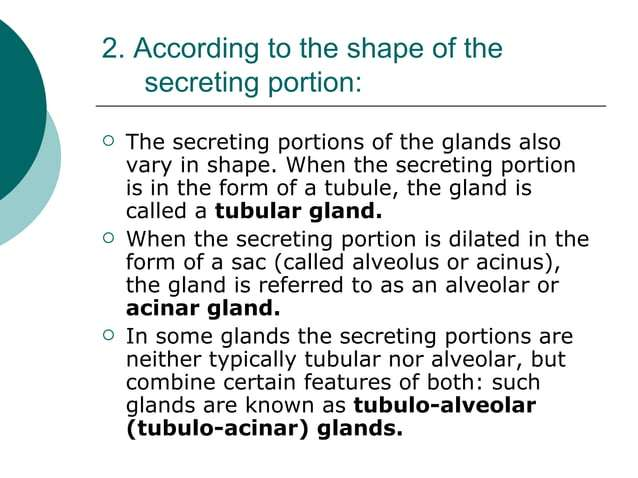 2. According to the shape of the
secreting portion:
The secreting portions of the glands also
vary in shape. When the secreting portion
is in the form of a tubule, the gland is
called a tubular gland.
When the secreting portion is dilated in the
form of a sac (called alveolus or acinus),
the gland is referred to as an alveolar or
acinar gland.
In some glands the secreting portions are
neither typically tubular nor alveolar, but
combine certain features of both: such
glands are known as tubulo-alveolar
(tubulo-acinar) glands.